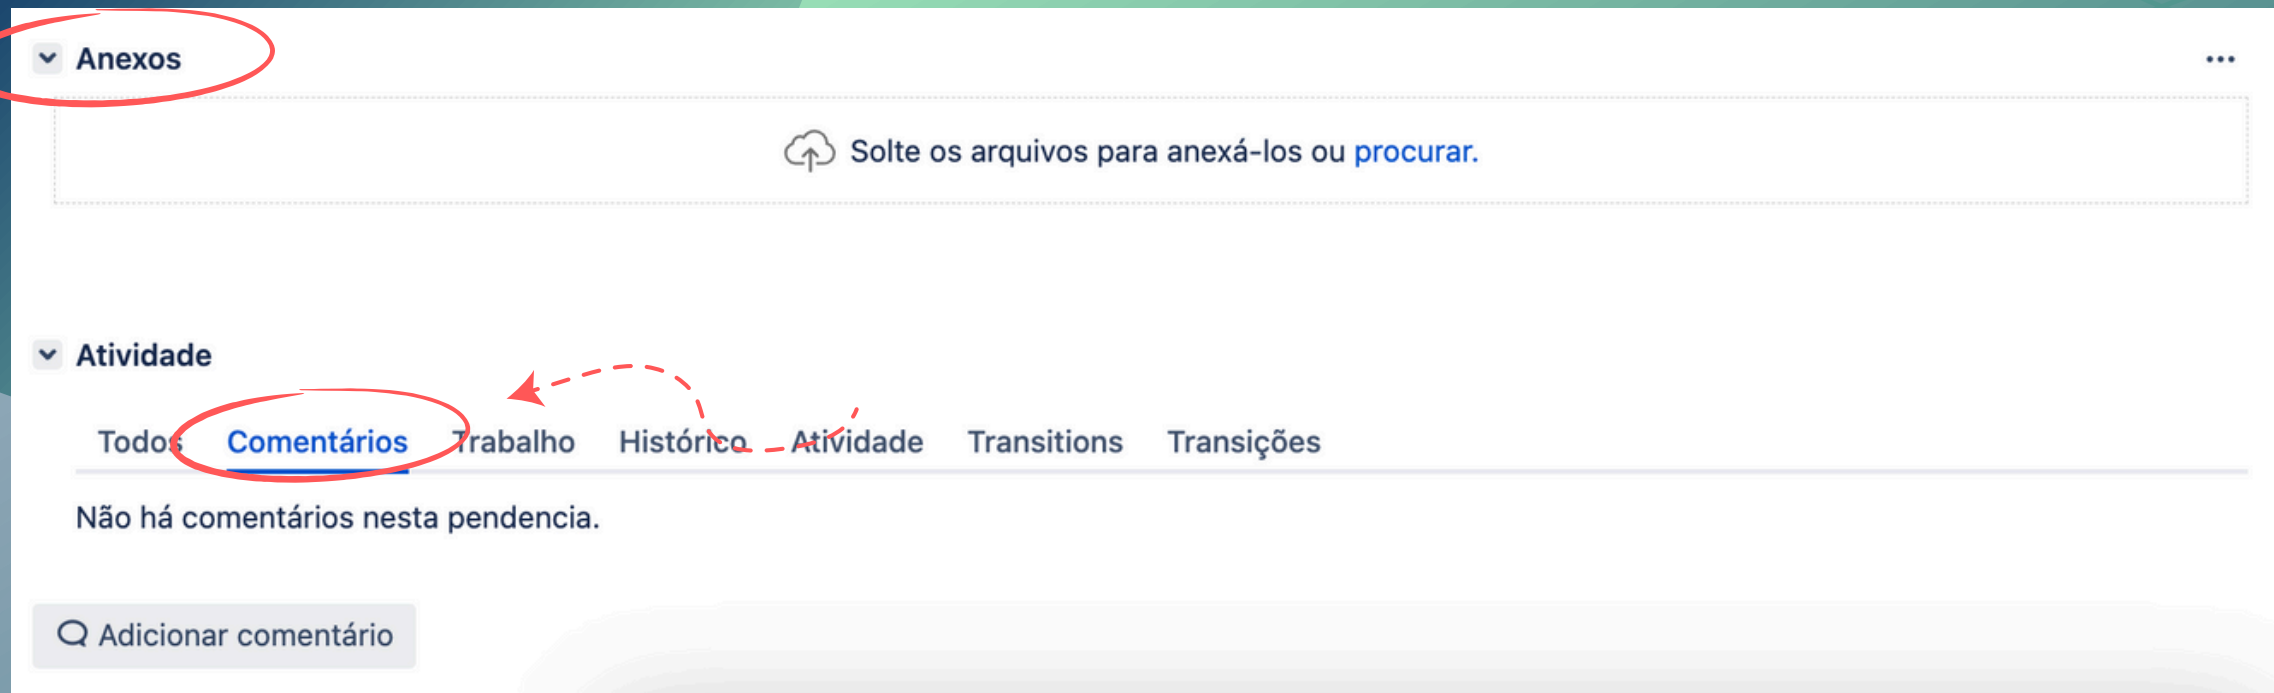 Anexos
Solte os arquivos para anexá-los ou procurar.
Atividade
Todos Comentários Trabalho Histórico Atividade Transitions Transições
Não há comentários nesta pendencia.
Adicionar comentário